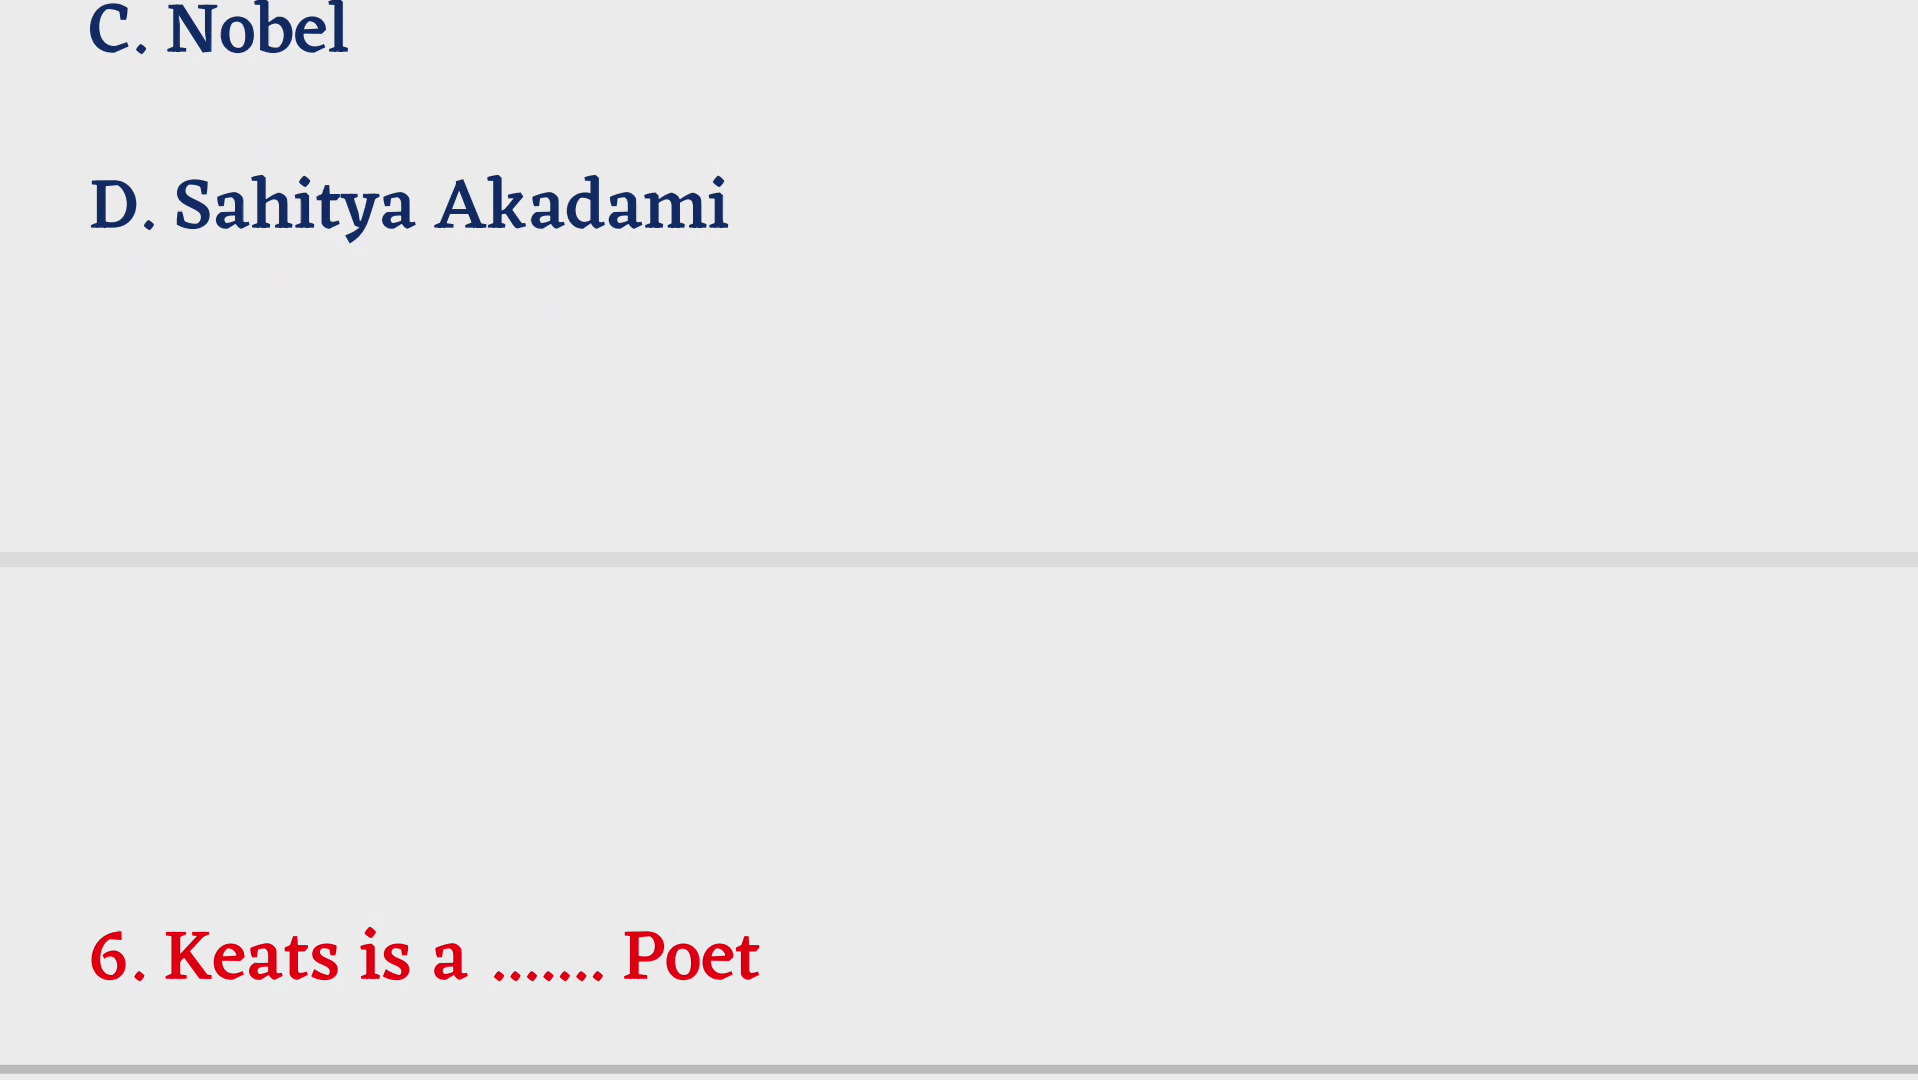 C. Nobel
D. Sahitya Akadami
6. Keats is a ....... Poet